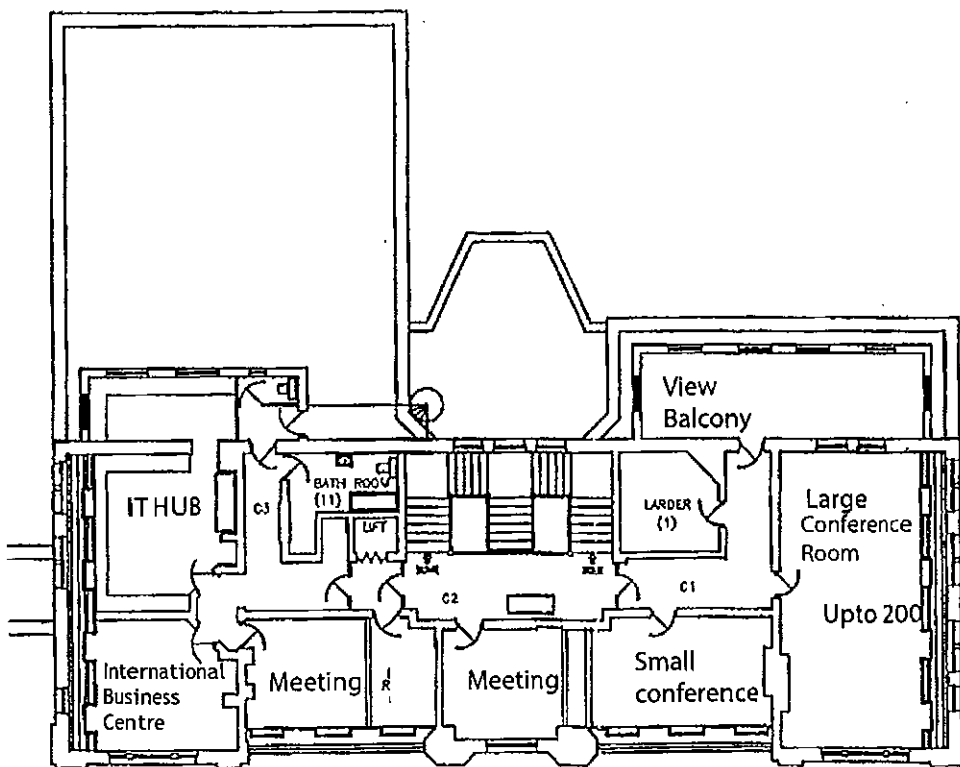 View
Balcony
IT HUB
C3
BATH ROOM
(11)
LIFT
LARDER
(1)
Large
Conference
Room
Upto 200
C2
C1
International
Business
Centre
Meeting
Meeting
Small
conference